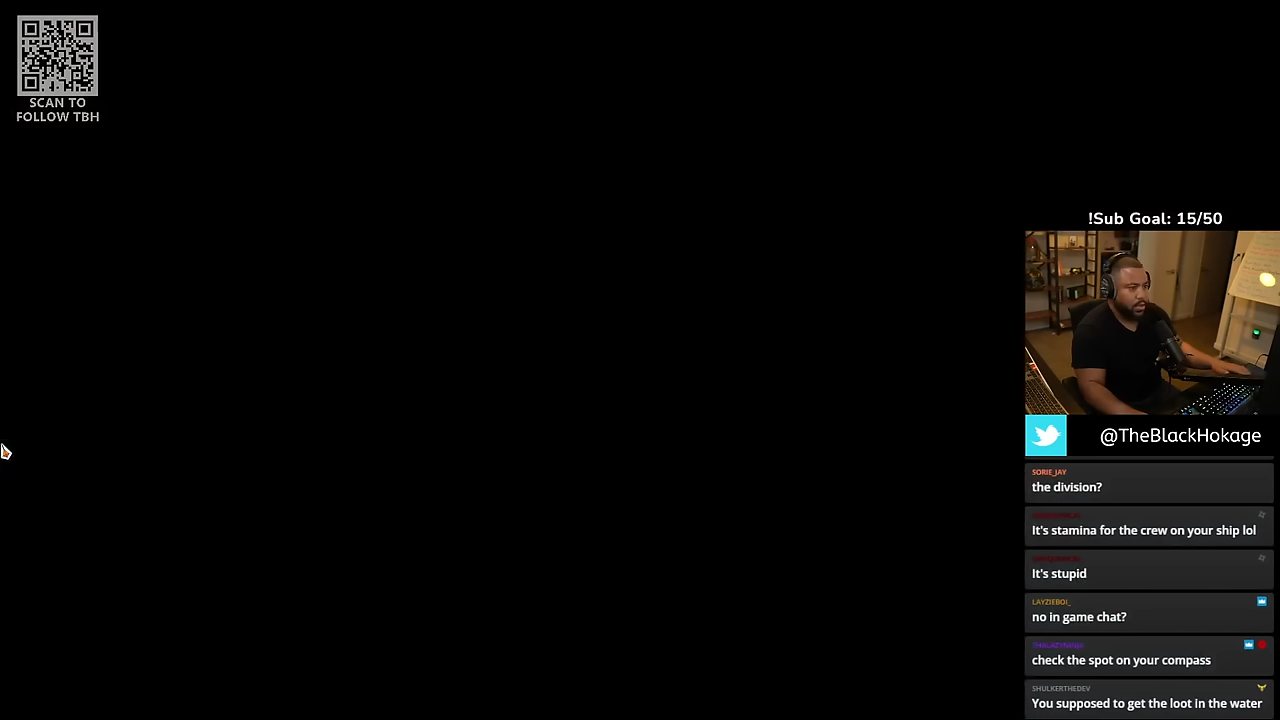 SCAN TO
FOLLOW TBH
!Sub Goal: 15/50
@TheBlackHokage
SORIE_JAY
the division?
It's stamina for the crew on your ship lol
It's stupid
LAYZIEBOI_
no in game chat?
check the spot on your compass
SHULKERTHEDEV
You supposed to get the loot in the water